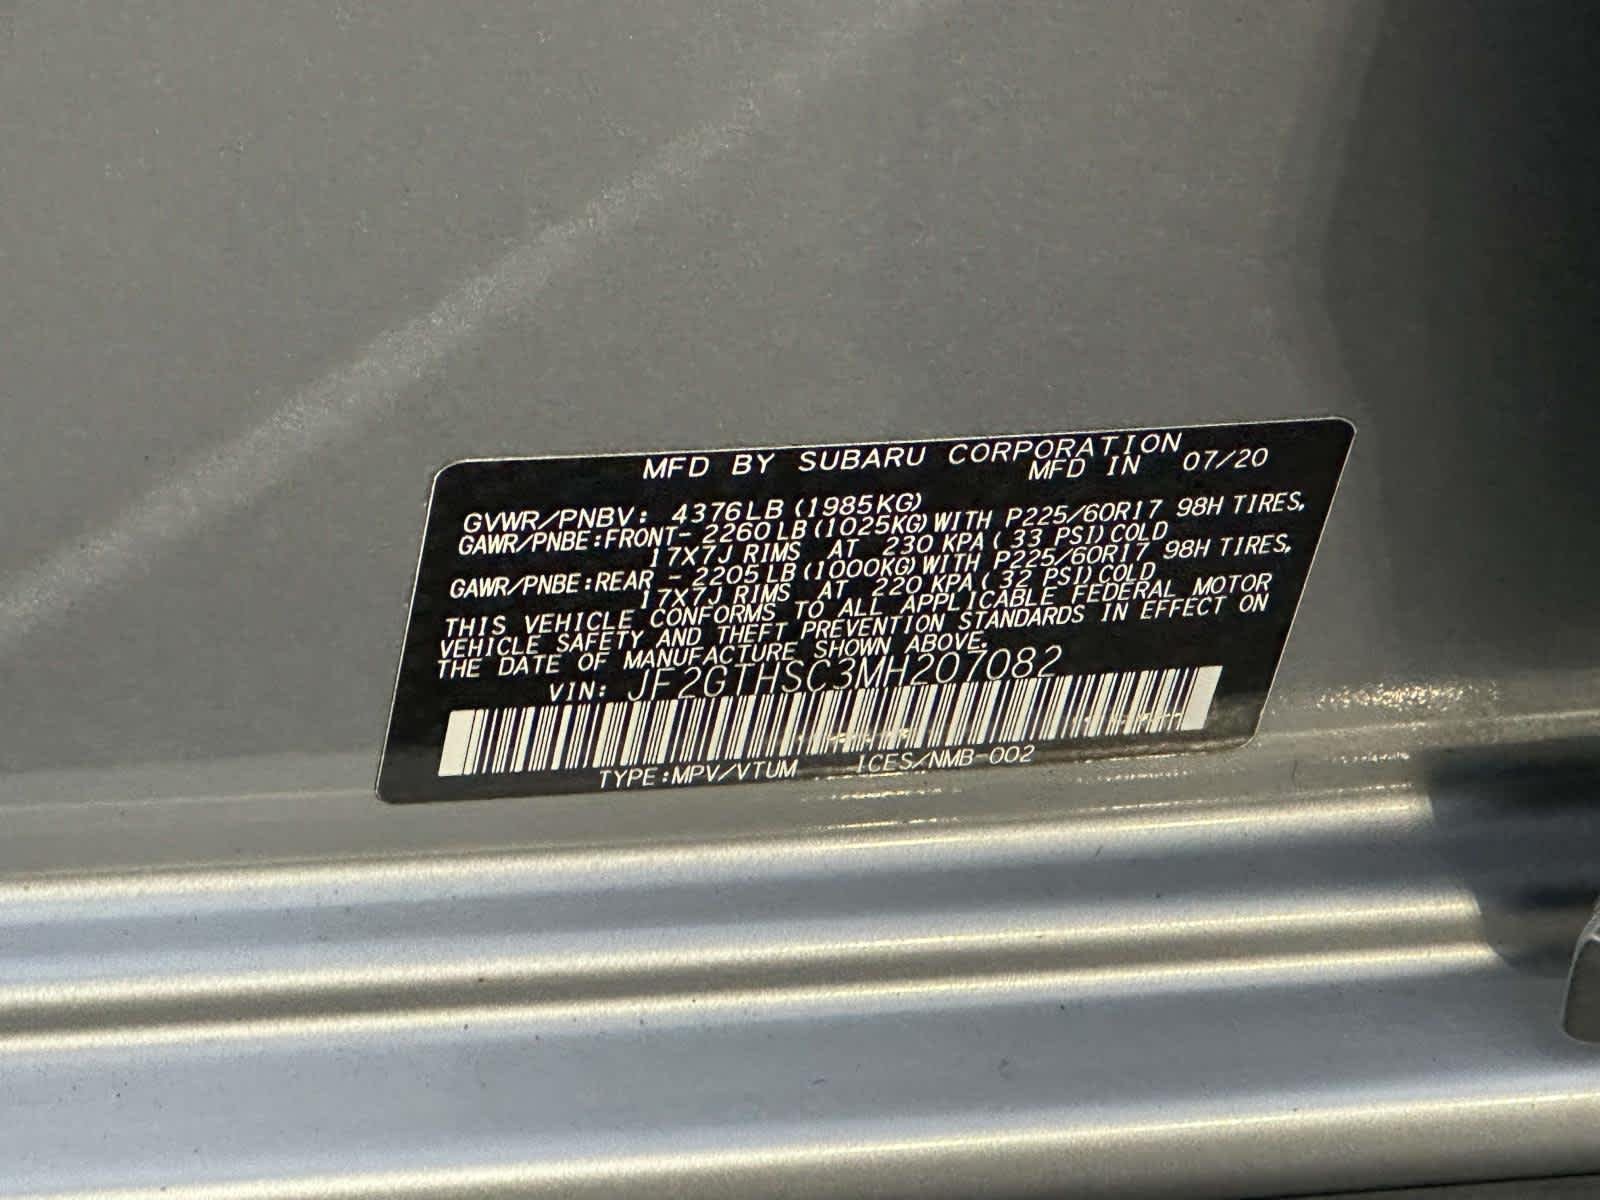 MFD BY SUBARU CORPORATION
MFD IN 07/20
GVWR/PNBV: 4376LB (1985KG)
GAWR/PNBE:FRONT- 2260LB (1025KG) WITH P225/60R17 98H TIRES,
17X7J RIMS AT 230 KPA ( 33 PSI) COLD
GAWR/PNBE:REAR - 2205LB (1000KG) WITH P225/60R17 98H TIRES,
17X7J RIMS AT 220 KPA ( 32 PSI) COLD
THIS VEHICLE CONFORMS TO ALL APPLICABLE FEDERAL MOTOR
VEHICLE SAFETY AND THEFT PREVENTION STANDARDS IN EFFECT ON
THE DATE OF MANUFACTURE SHOWN ABOVE.
VIN: JF2GTHSC3MH207082
TYPE:MPV/VTUM ICES/NMB-002